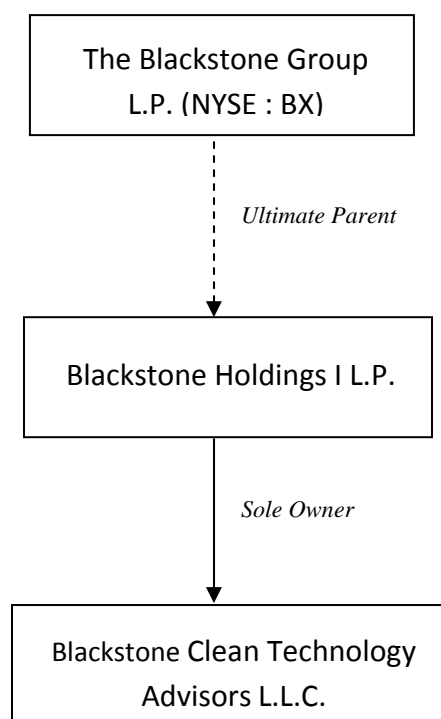 The Blackstone Group
L.P. (NYSE : BX)
Ultimate Parent
Blackstone Holdings I L.P.
Sole Owner
Blackstone Clean Technology
Advisors L.L.C.